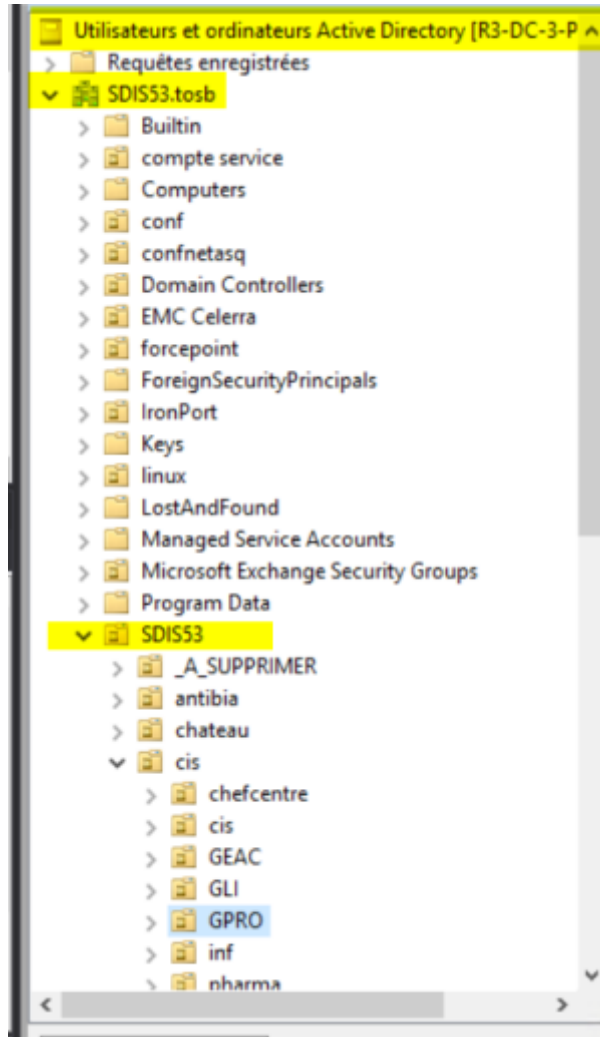 Utilisateurs et ordinateurs Active Directory [R3-DC-3-P
Requêtes enregistrées
SDIS53.tosb
Builtin
compte service
Computers
conf
confnetasq
Domain Controllers
EMC Celerra
forcepoint
ForeignSecurityPrincipals
IronPort
Keys
linux
LostAndFound
Managed Service Accounts
Microsoft Exchange Security Groups
Program Data
SDIS53
_A_SUPPRIMER
antibia
chateau
cis
chefcentre
cis
GEAC
GLI
GPRO
inf
pharma